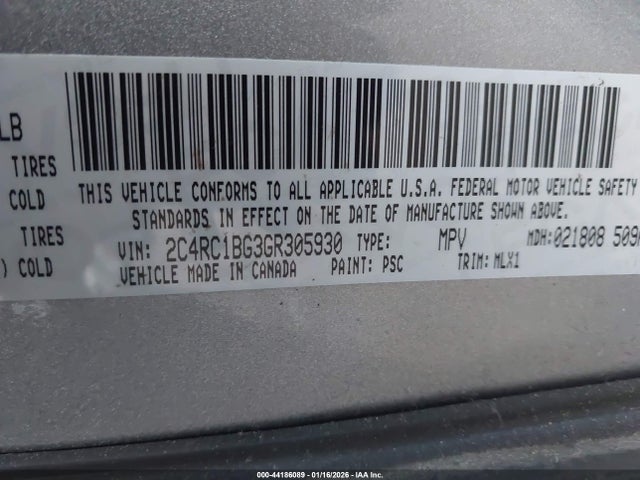 LB
TIRES
COLD
THIS VEHICLE CONFORMS TO ALL APPLICABLE U.S.A. FEDERAL MOTOR VEHICLE SAFETY
STANDARDS IN EFFECT ON THE DATE OF MANUFACTURE SHOWN ABOVE.
TIRES
VIN: 2C4RC1BG3GR305930 TYPE: MPV MDH:021808 509
) COLD
VEHICLE MADE IN CANADA PAINT: PSC TRIM: MLX1
000-44186089 - 01/16/2026 - IAA Inc.